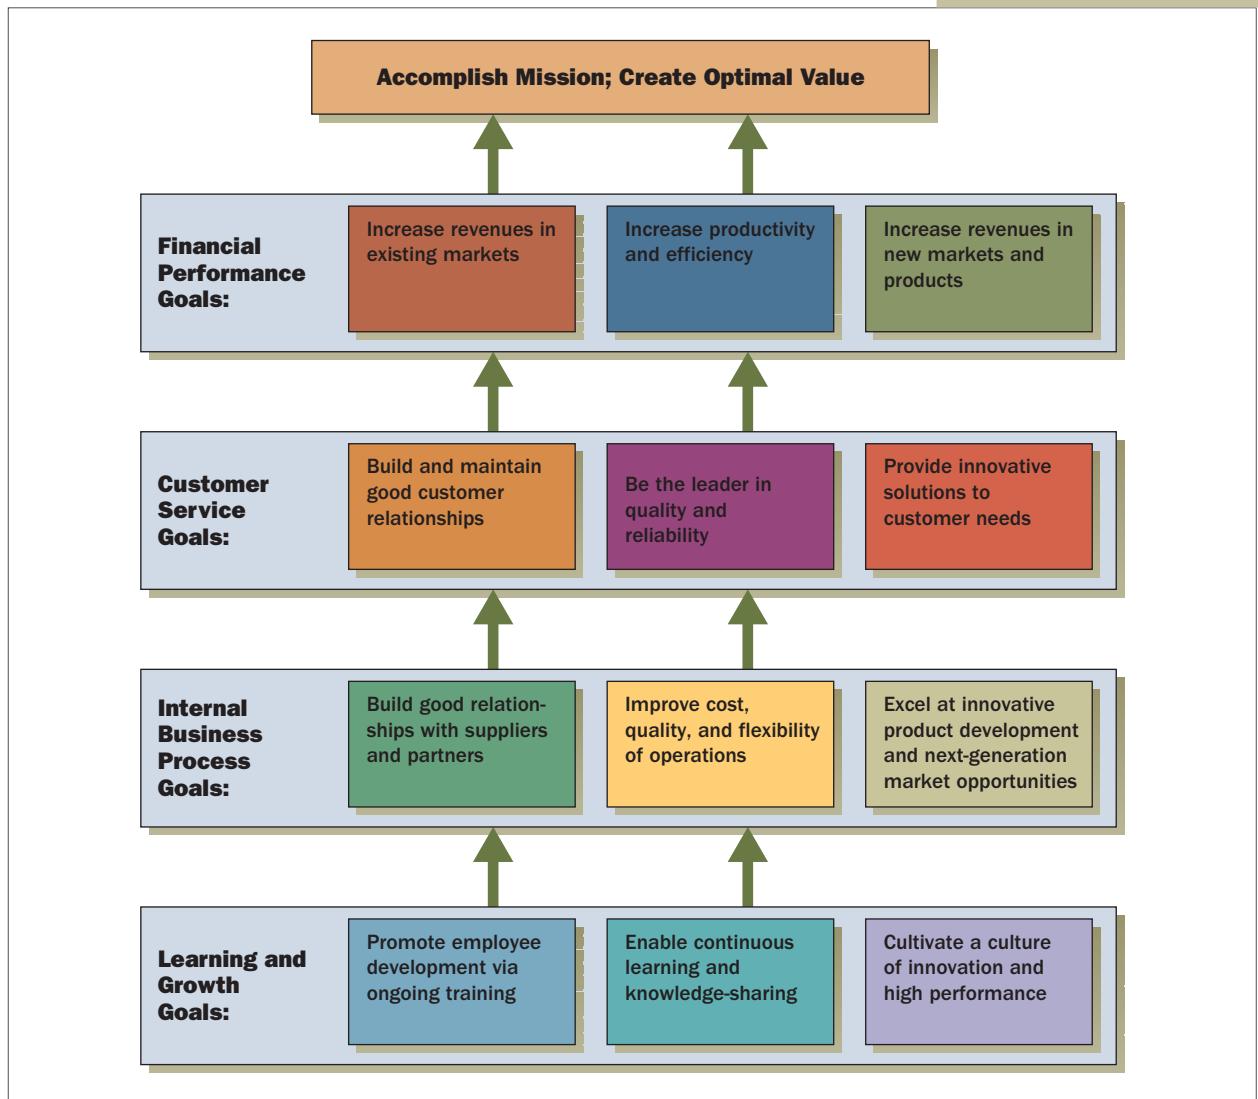 Accomplish Mission; Create Optimal Value
Financial
Performance
Goals:
Increase revenues in
existing markets
Increase productivity
and efficiency
Increase revenues in
new markets and
products
Customer
Service
Goals:
Build and maintain
good customer
relationships
Be the leader in
quality and
reliability
Provide innovative
solutions to
customer needs
Internal
Business
Process
Goals:
Build good relation-
ships with suppliers
and partners
Improve cost,
quality, and flexibility
of operations
Excel at innovative
product development
and next-generation
market opportunities
Learning and
Growth
Goals:
Promote employee
development via
ongoing training
Enable continuous
learning and
knowledge-sharing
Cultivate a culture
of innovation and
high performance